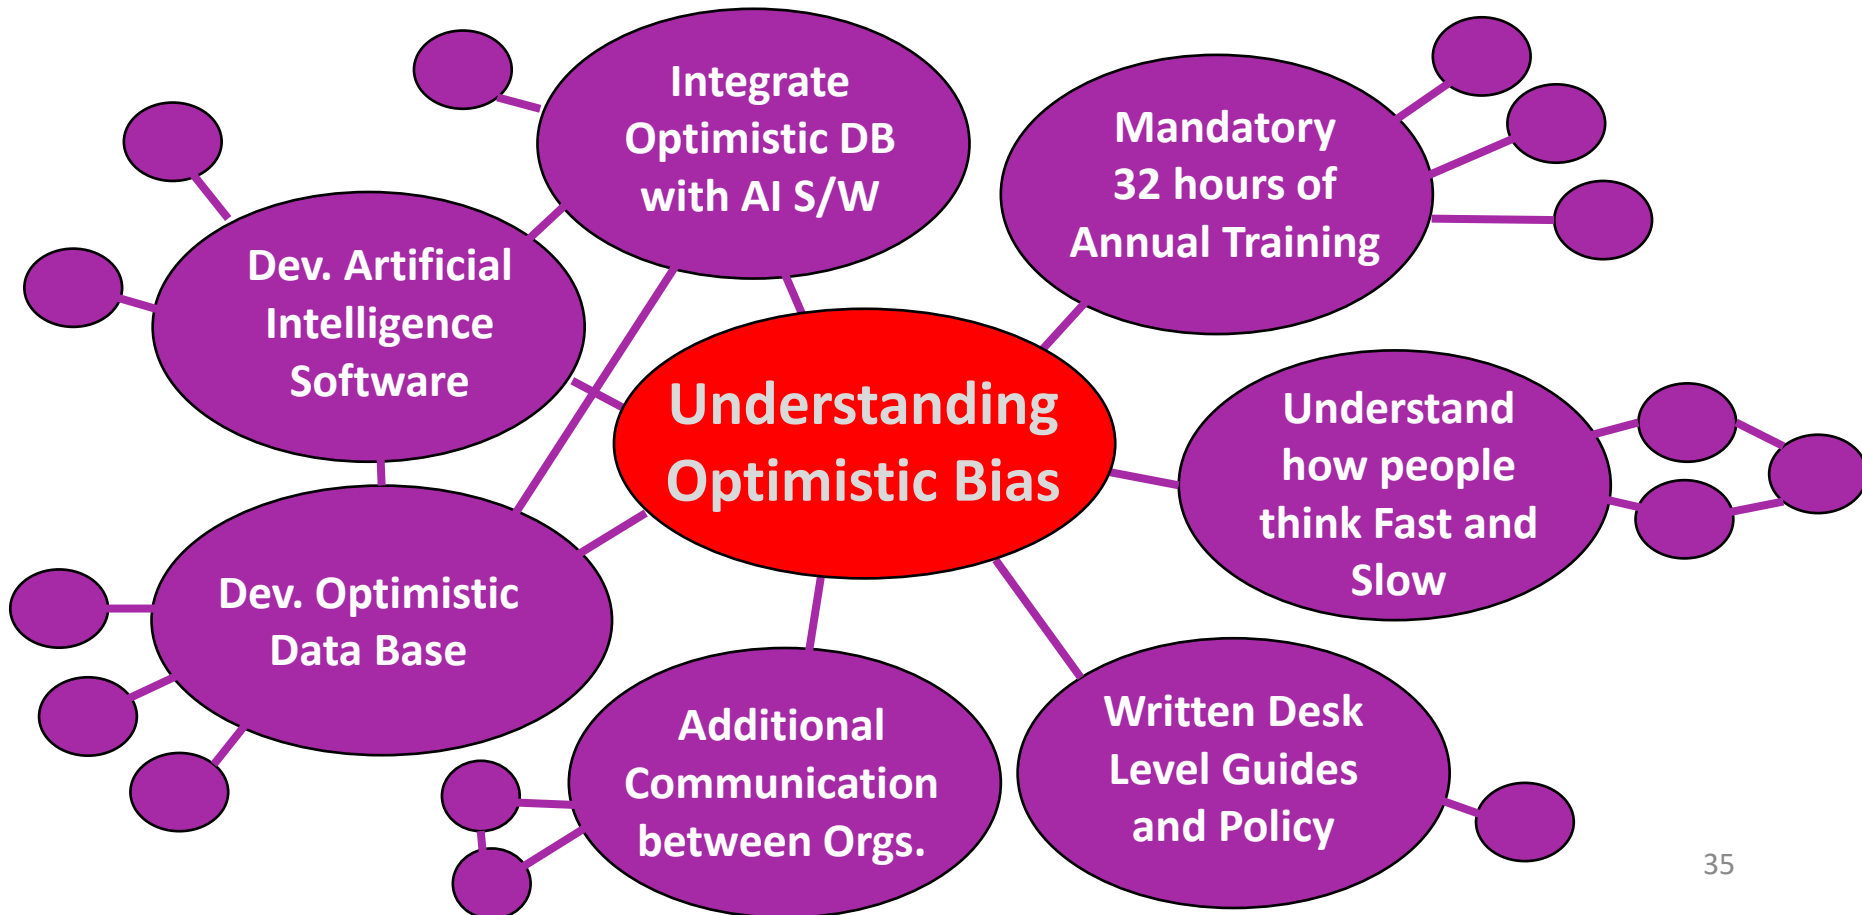 Integrate
Optimistic DB
with AI S/W
Mandatory
32 hours of
Annual Training
Dev. Artificial
Intelligence
Software
Understanding
Optimistic Bias
Understand
how people
think Fast and
Slow
Dev. Optimistic
Data Base
Additional
Communication
between Orgs.
Written Desk
Level Guides
and Policy
35